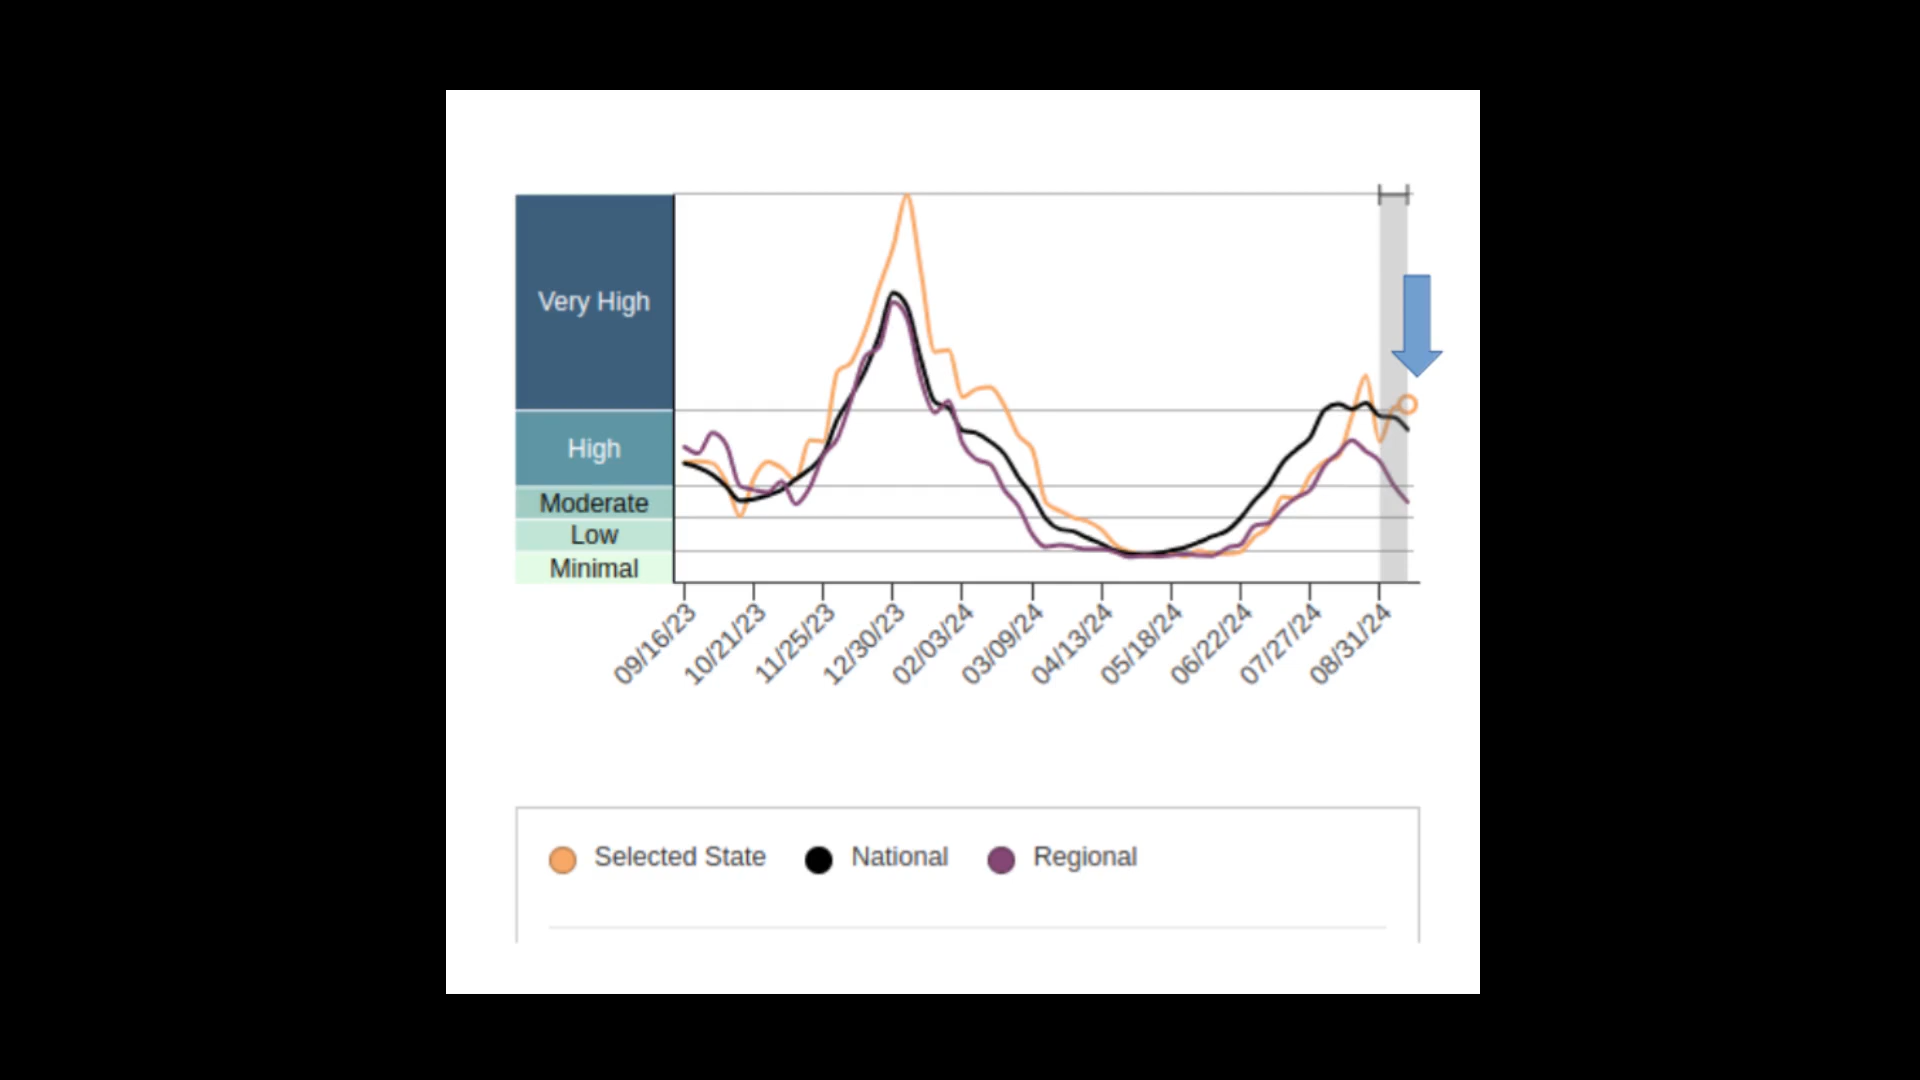 Very High
High
Moderate
Low
Minimal
09/16/23
10/21/23
11/25/23
12/30/23
02/03/24
03/09/24
04/13/24
05/18/24
06/22/24
07/27/24
08/31/24
Selected State
National
Regional